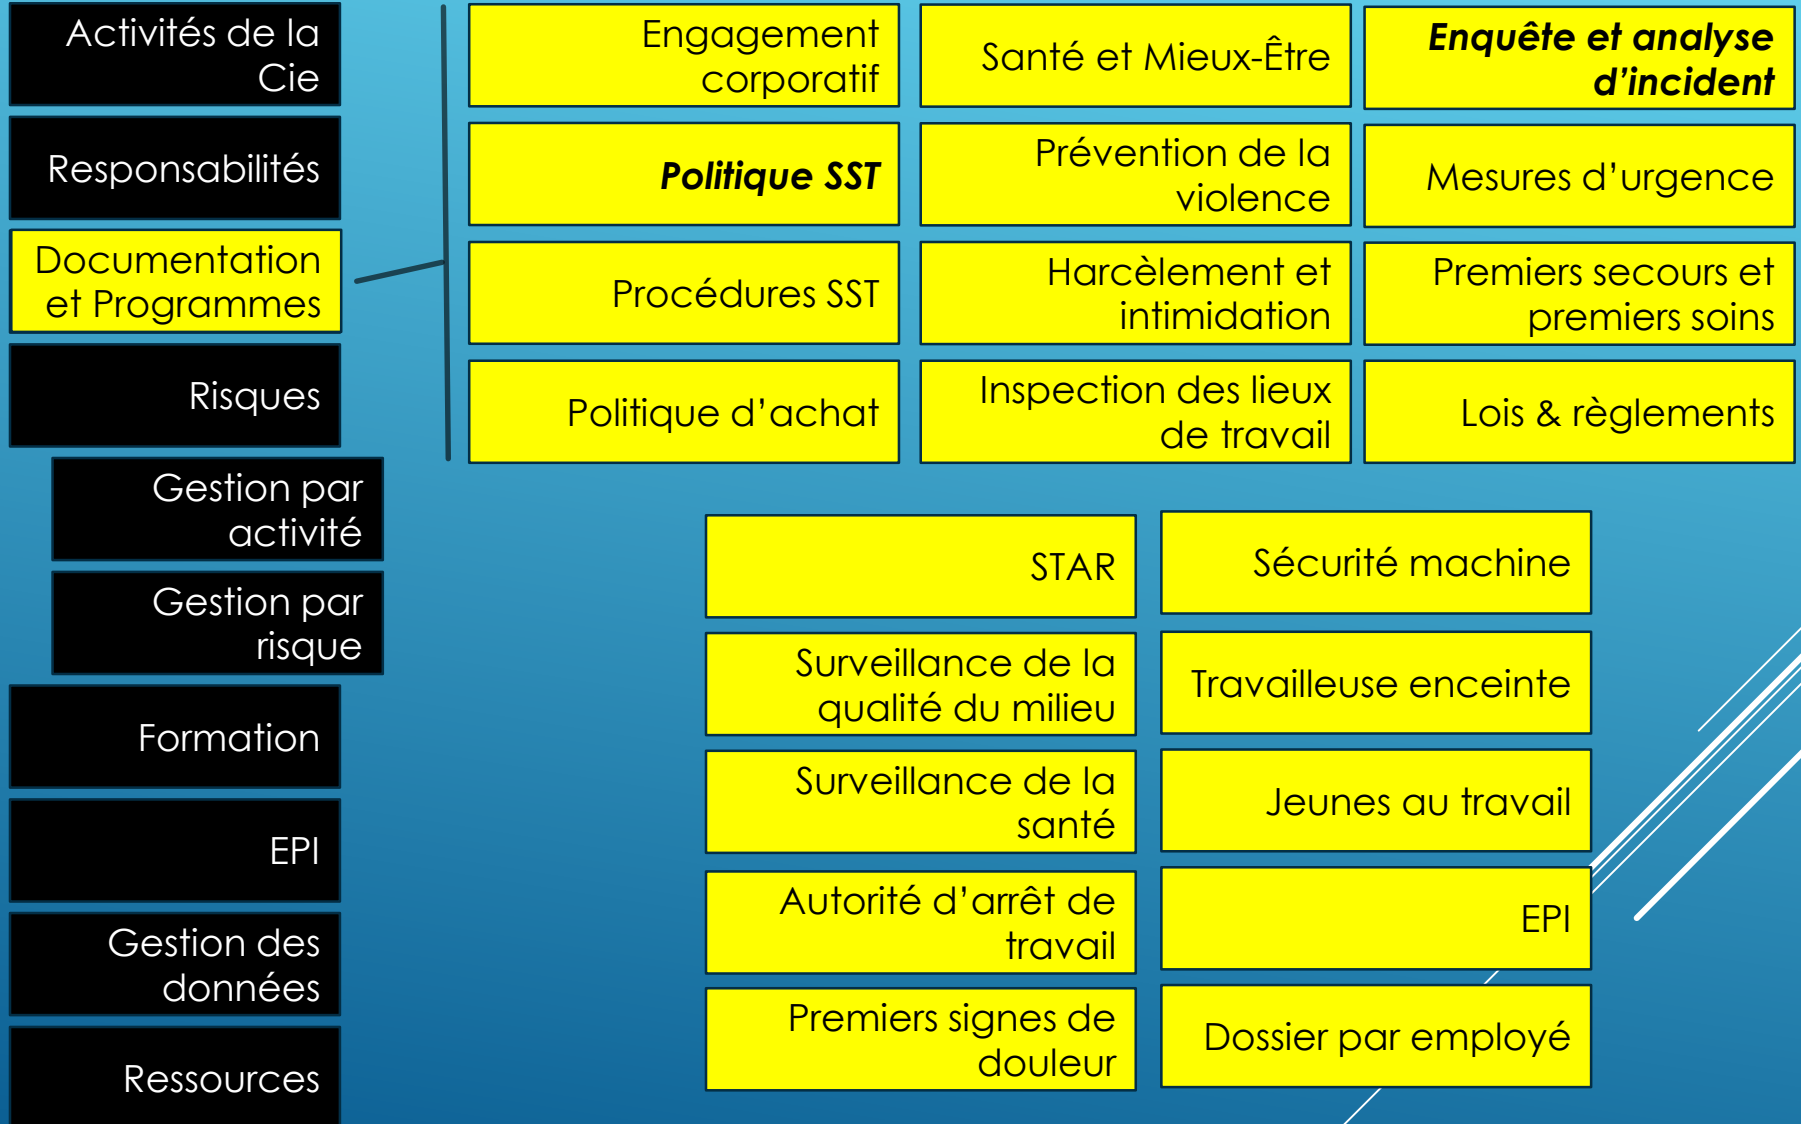 Activités de la
Cie
Responsabilités
Documentation
et Programmes
Risques
Gestion par
activité
Gestion par
risque
Formation
EPI
Gestion des
données
Ressources
Engagement
corporatif
Politique SST
Procédures SST
Politique d’achat
Santé et Mieux-Être
Prévention de la
violence
Harcèlement et
intimidation
Inspection des lieux
de travail
Enquête et analyse
d’incident
Mesures d’urgence
Premiers secours et
premiers soins
Lois & règlements
STAR
Surveillance de la
qualité du milieu
Surveillance de la
santé
Autorité d’arrêt de
travail
Premiers signes de
douleur
Sécurité machine
Travailleuse enceinte
Jeunes au travail
EPI
Dossier par employé